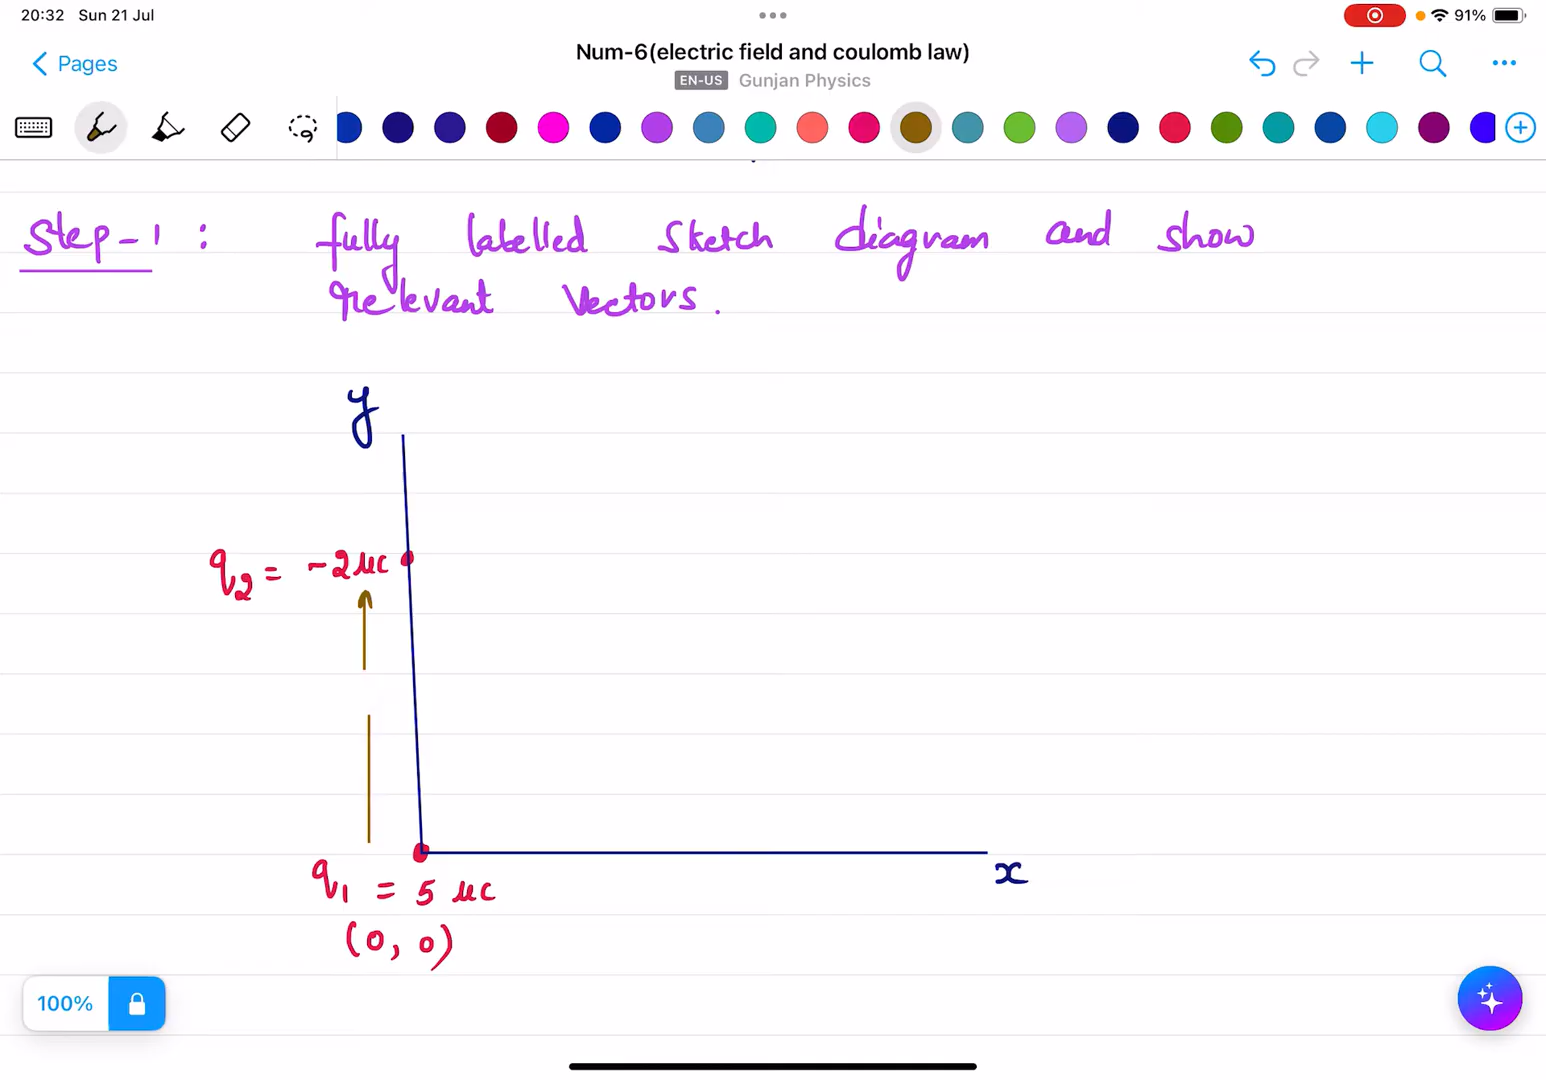 20:32 Sun 21 Jul
91%
Pages
Num-6(electric field and coulomb law)
EN-US Gunjan Physics
Step-1 : fully labelled sketch diagram and show
relevant vectors.
y
q2 = -2μc
x
q1 = 5 μc
(0, 0)
100%